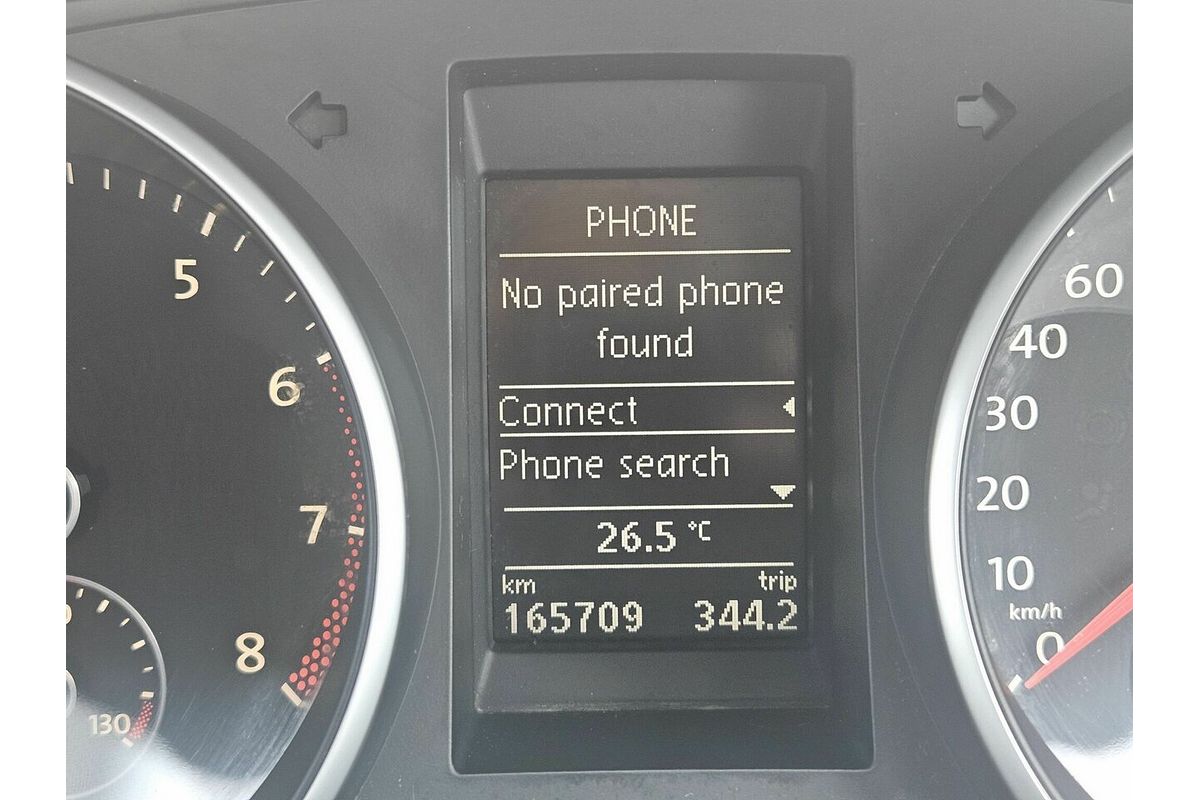 PHONE
No paired phone
found
Connect
Phone search
26.5 °C
km trip
165709 344.2
5
6
7
8
130
60
40
30
20
10
km/h
0